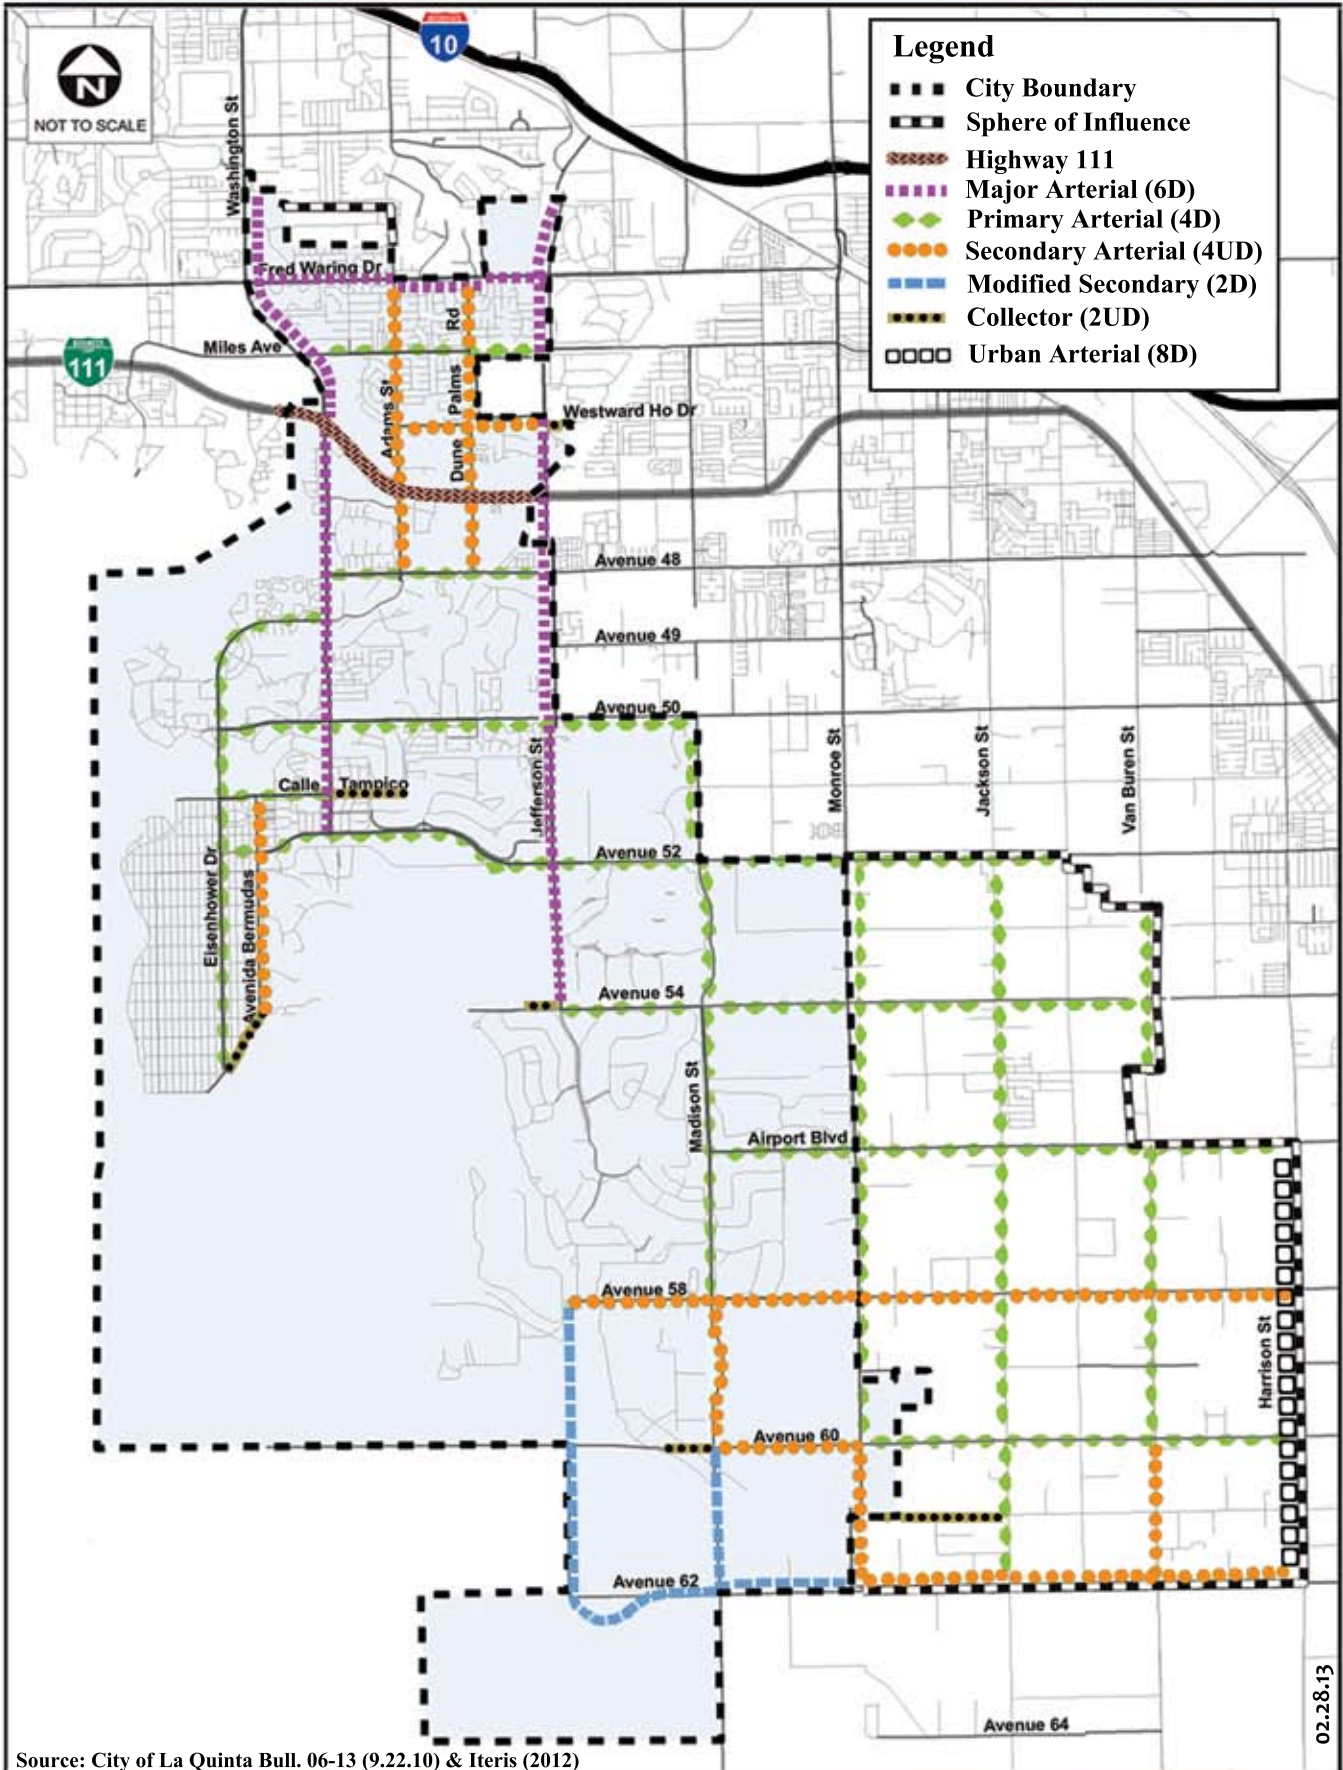 10
Legend
City Boundary
Sphere of Influence
Highway 111
Major Arterial (6D)
Primary Arterial (4D)
Secondary Arterial (4UD)
Modified Secondary (2D)
Collector (2UD)
Urban Arterial (8D)
N
NOT TO SCALE
Washington St
Fred Waring Dr
111
Miles Ave
Adams St
Dune Palms Rd
Westward Ho Dr
Avenue 48
Avenue 49
Avenue 50
Jefferson St
Monroe St
Jackson St
Van Buren St
Calle Tampico
Avenue 52
Eisenhower Dr
Avenida Bermudas
Avenue 54
Madison St
Airport Blvd
Avenue 58
Harrison St
Avenue 60
Avenue 62
Avenue 64
02.28.13
Source: City of La Quinta Bull. 06-13 (9.22.10) & Iteris (2012)